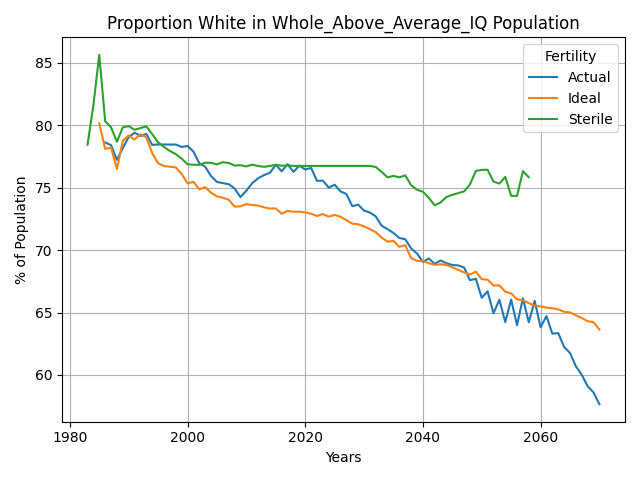 Proportion White in Whole_Above_Average_IQ Population
% of Population
85
80
75
70
65
60
1980
2000
2020
2040
2060
Years
Fertility
Actual
Ideal
Sterile